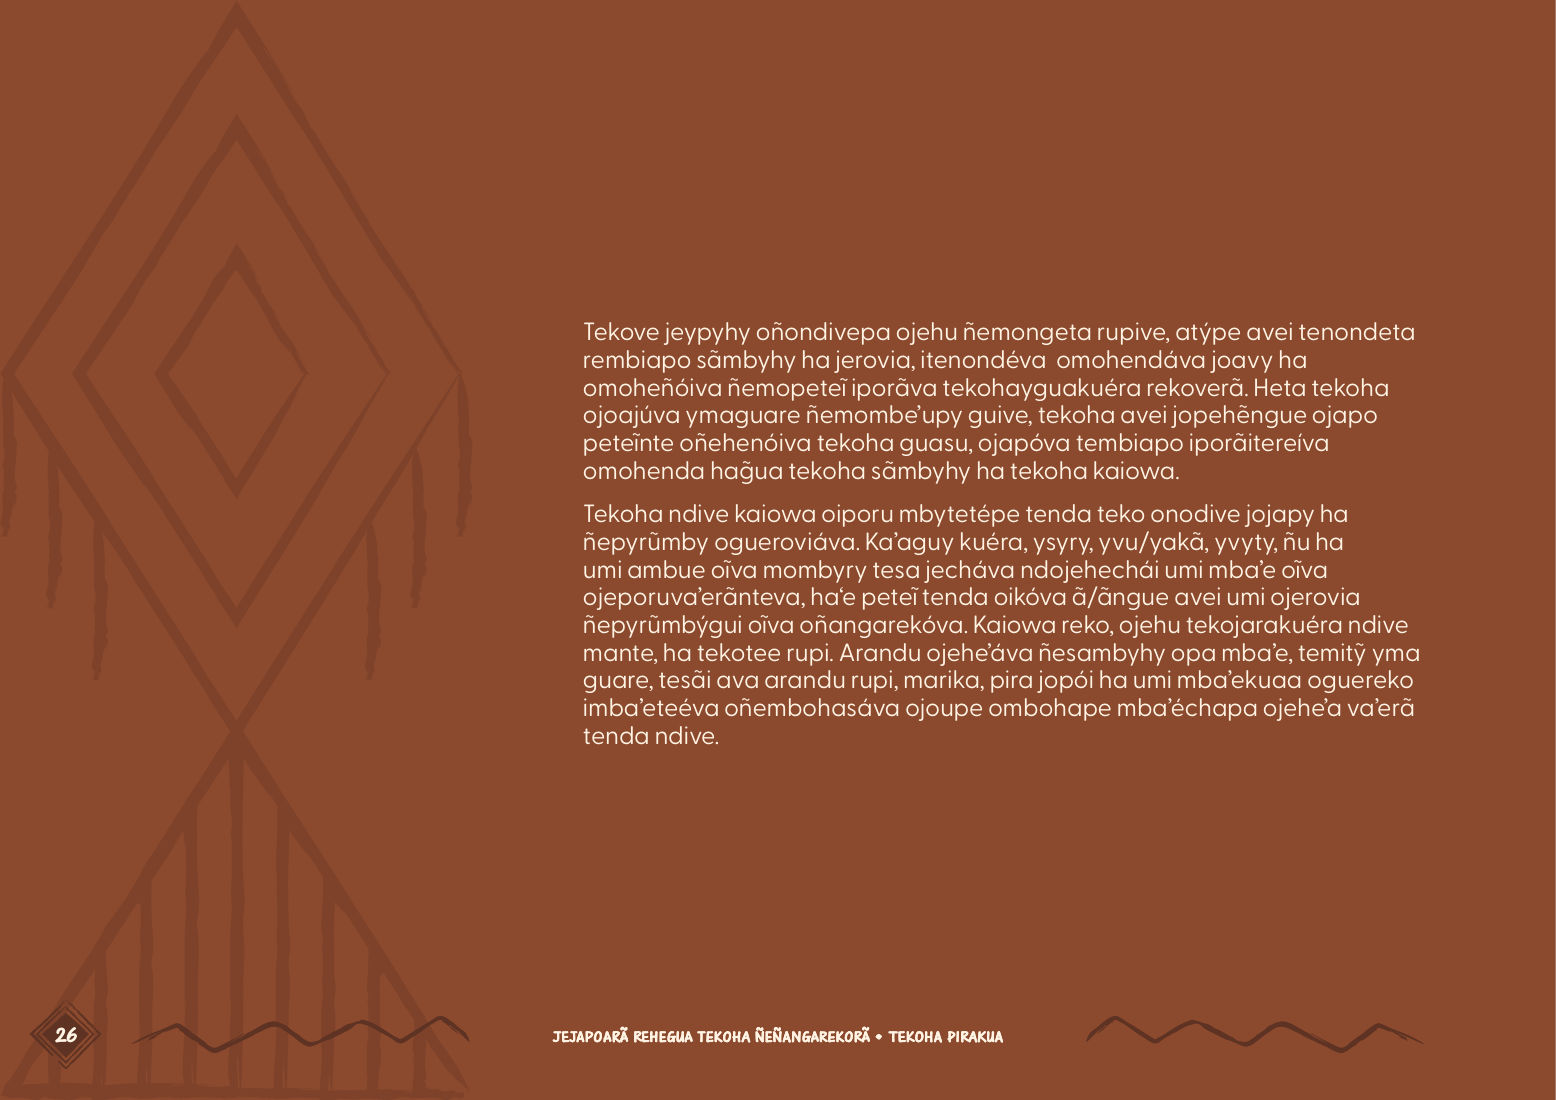 Tekove jeypyhy oñondivepa ojehu ñemongeta rupive, atýpe avei tenondeta
rembiapo sãmbyhy ha jerovia, itenondéva omohendáva joavy ha
omoheñóiva ñemopeteĩ iporãva tekohayguakuéra rekoverã. Heta tekoha
ojoajúva ymaguare ñemombe’upy guive, tekoha avei jopehẽngue ojapo
peteĩnte oñehenóiva tekoha guasu, ojapóva tembiapo iporãitereíva
omohenda hag̃ua tekoha sãmbyhy ha tekoha kaiowa.
Tekoha ndive kaiowa oiporu mbytetépe tenda teko onodive jojapy ha
ñepyrũmby ogueroviáva. Ka’aguy kuéra, ysyry, yvu/yakã, yvyty, ñu ha
umi ambue oĩva mombyry tesa jecháva ndojehechái umi mba’e oĩva
ojeporuva’erãnteva, ha‘e peteĩ tenda oikóva ã/ãngue avei umi ojerovia
ñepyrũmbýgui oĩva oñangarekóva. Kaiowa reko, ojehu tekojarakuéra ndive
mante, ha tekotee rupi. Arandu ojehe’áva ñesambyhy opa mba’e, temitỹ yma
guare, tesãi ava arandu rupi, marika, pira jopói ha umi mba’ekuaa oguereko
imba’eteéva oñembohasáva ojoupe ombohape mba’échapa ojehe’a va’erã
tenda ndive.
26
JEJAPOARÃ REHEGUA TEKOHA ÑEÑANGAREKORÃ • TEKOHA PIRAKUA